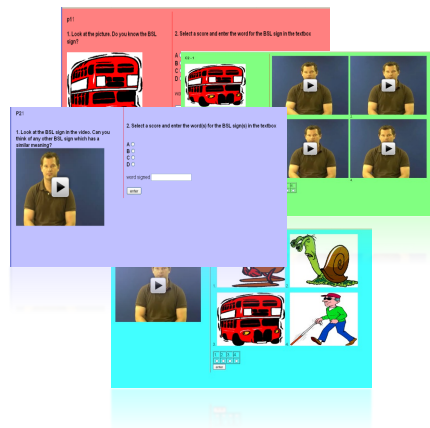 p1 !
1. Look at the picture. Do you know the BSL
sign?
2. Select a score and enter the word for the BSL sign in the textbox
A
B
C
D
P2 !
1. Look at the BSL sign in the video. Can you
think of any other BSL sign which has a
similar meaning?
2. Select a score and enter the word(s) for the BSL sign(s) in the textbox
A
B
C
D
word signed
enter
enter